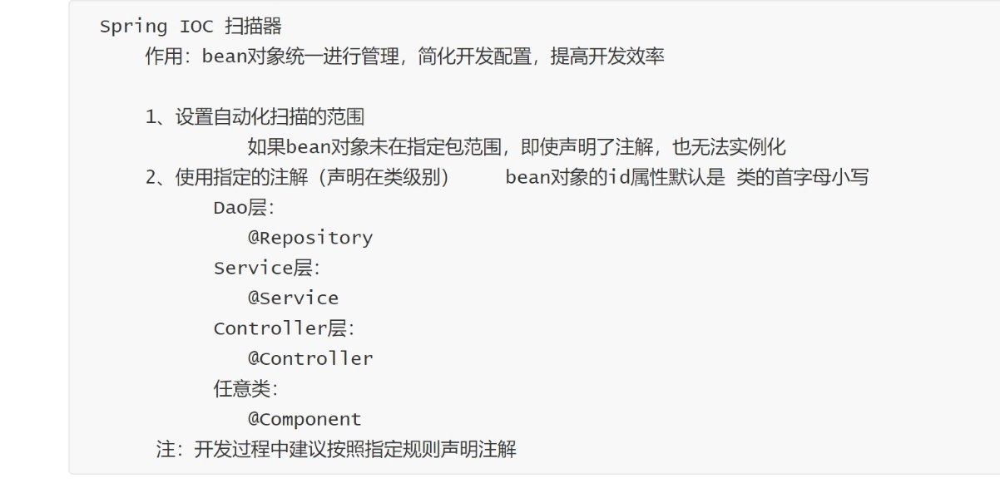 Spring IOC 扫描器
作用：bean对象统一进行管理，简化开发配置，提高开发效率
1、设置自动化扫描的范围
如果bean对象未在指定包范围，即使声明了注解，也无法实例化
2、使用指定的注解（声明在类级别） bean对象的id属性默认是 类的首字母小写
Dao层：
@Repository
Service层：
@Service
Controller层：
@Controller
任意类：
@Component
注：开发过程中建议按照指定规则声明注解